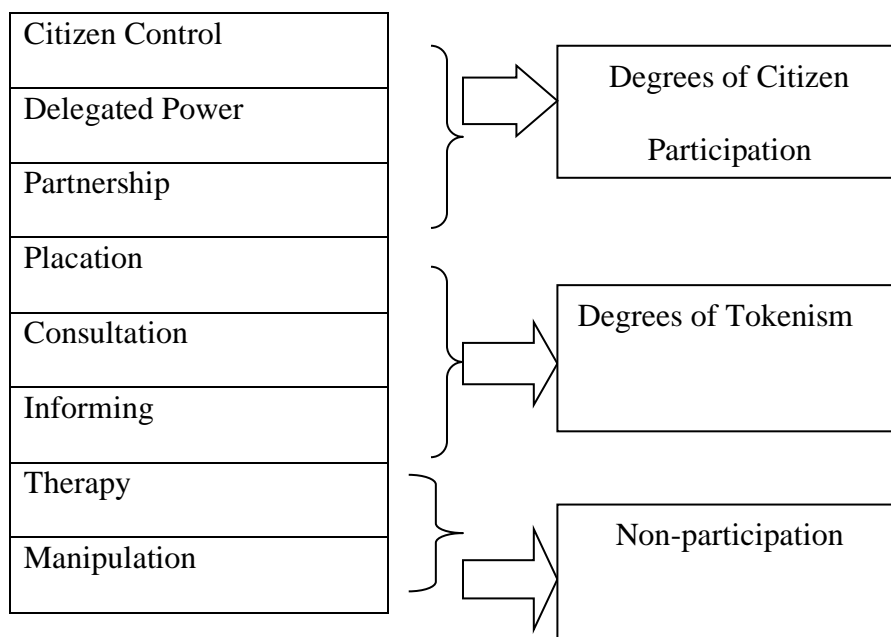 Citizen Control
Delegated Power
Partnership
Placation
Consultation
Informing
Therapy
Manipulation
Degrees of Citizen
Participation
Degrees of Tokenism
Non-participation